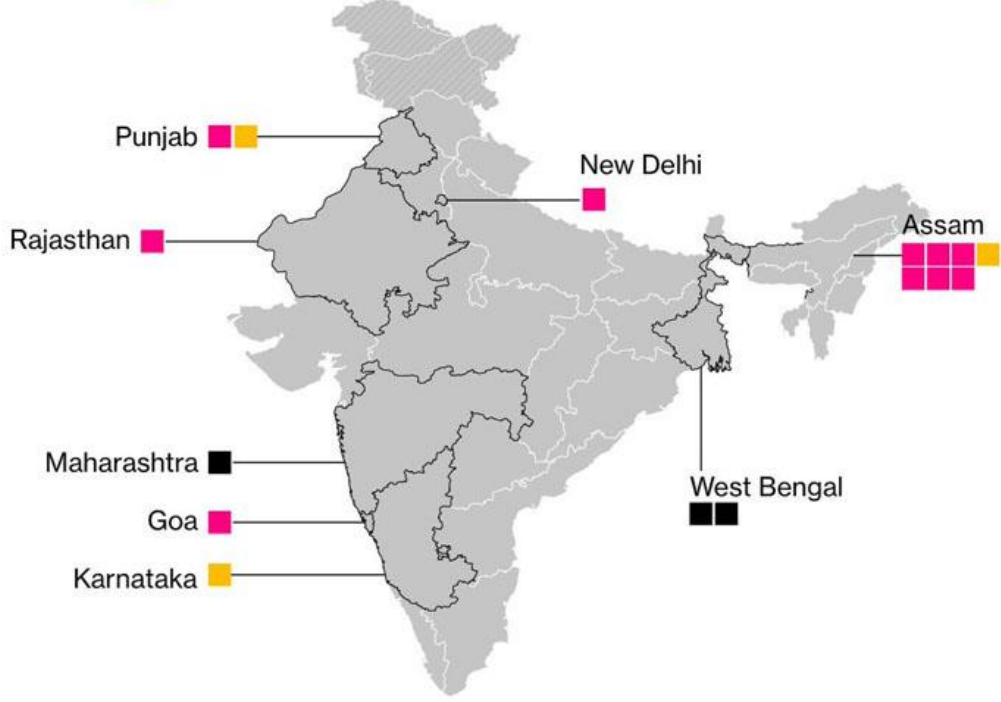 Punjab
New Delhi
Rajasthan
Assam
Maharashtra
West Bengal
Goa
Karnataka